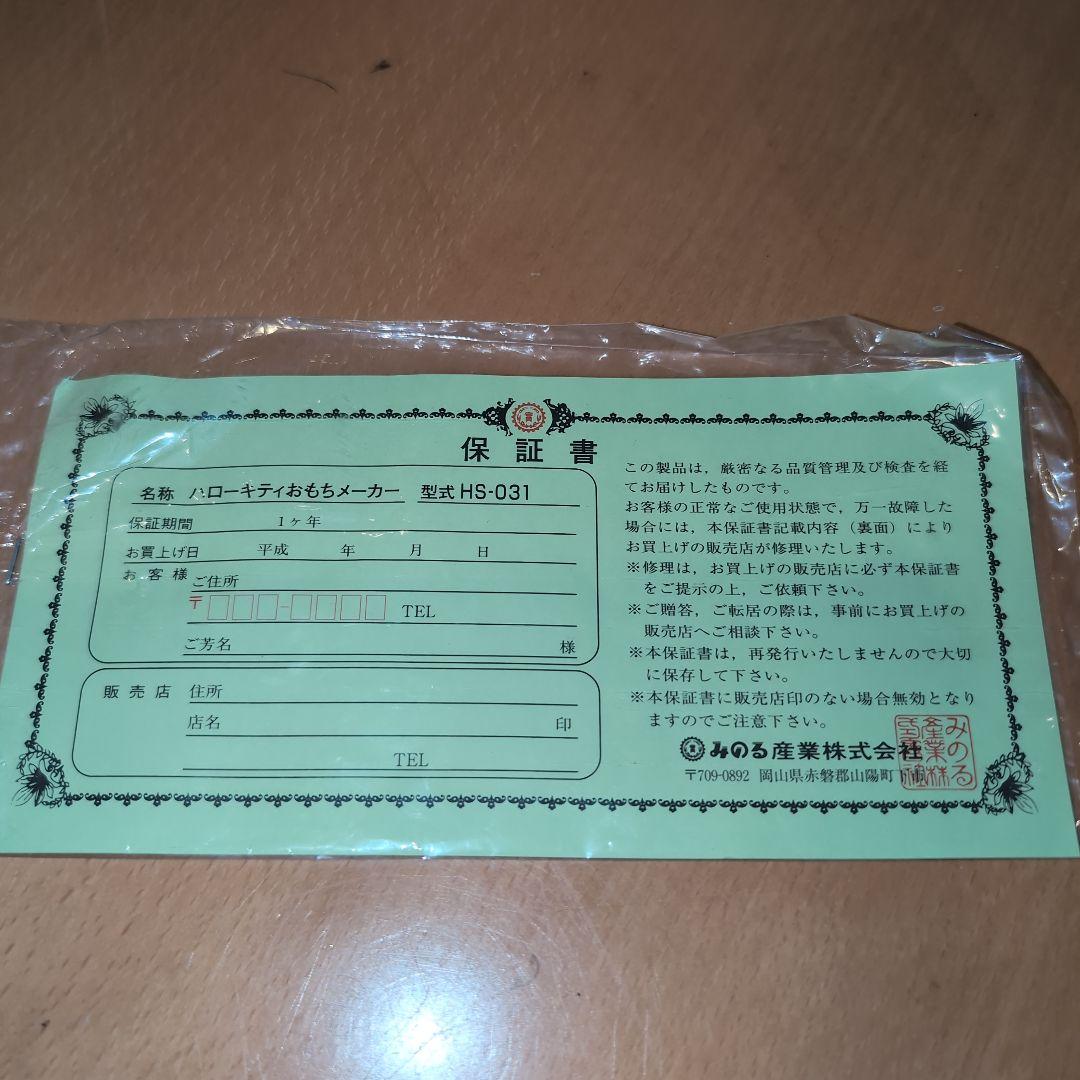 保証書
名称 ハローキティおもちメーカー 型式 HS-031
保証期間 1ヶ年
お買上げ日 平成 年 月 日
お客様 ご住所
〒 TEL
ご芳名 様
販売店 住所
店名 印
TEL
この製品は，厳密なる品質管理及び検査を経
てお届けしたものです。
お客様の正常なご使用状態で，万一故障した
場合には，本保証書記載内容（裏面）により
お買上げの販売店が修理いたします。
※修理は，お買上げの販売店に必ず本保証書
をご提示の上，ご依頼下さい。
※ご贈答，ご転居の際は，事前にお買上げの
販売店へご相談下さい。
※本保証書は，再発行いたしませんので大切
に保存して下さい。
※本保証書に販売店印のない場合無効となり
ますのでご注意下さい。
みのる産業株式会社
〒709-0892 岡山県赤磐郡山陽町下市
みのる
産業株